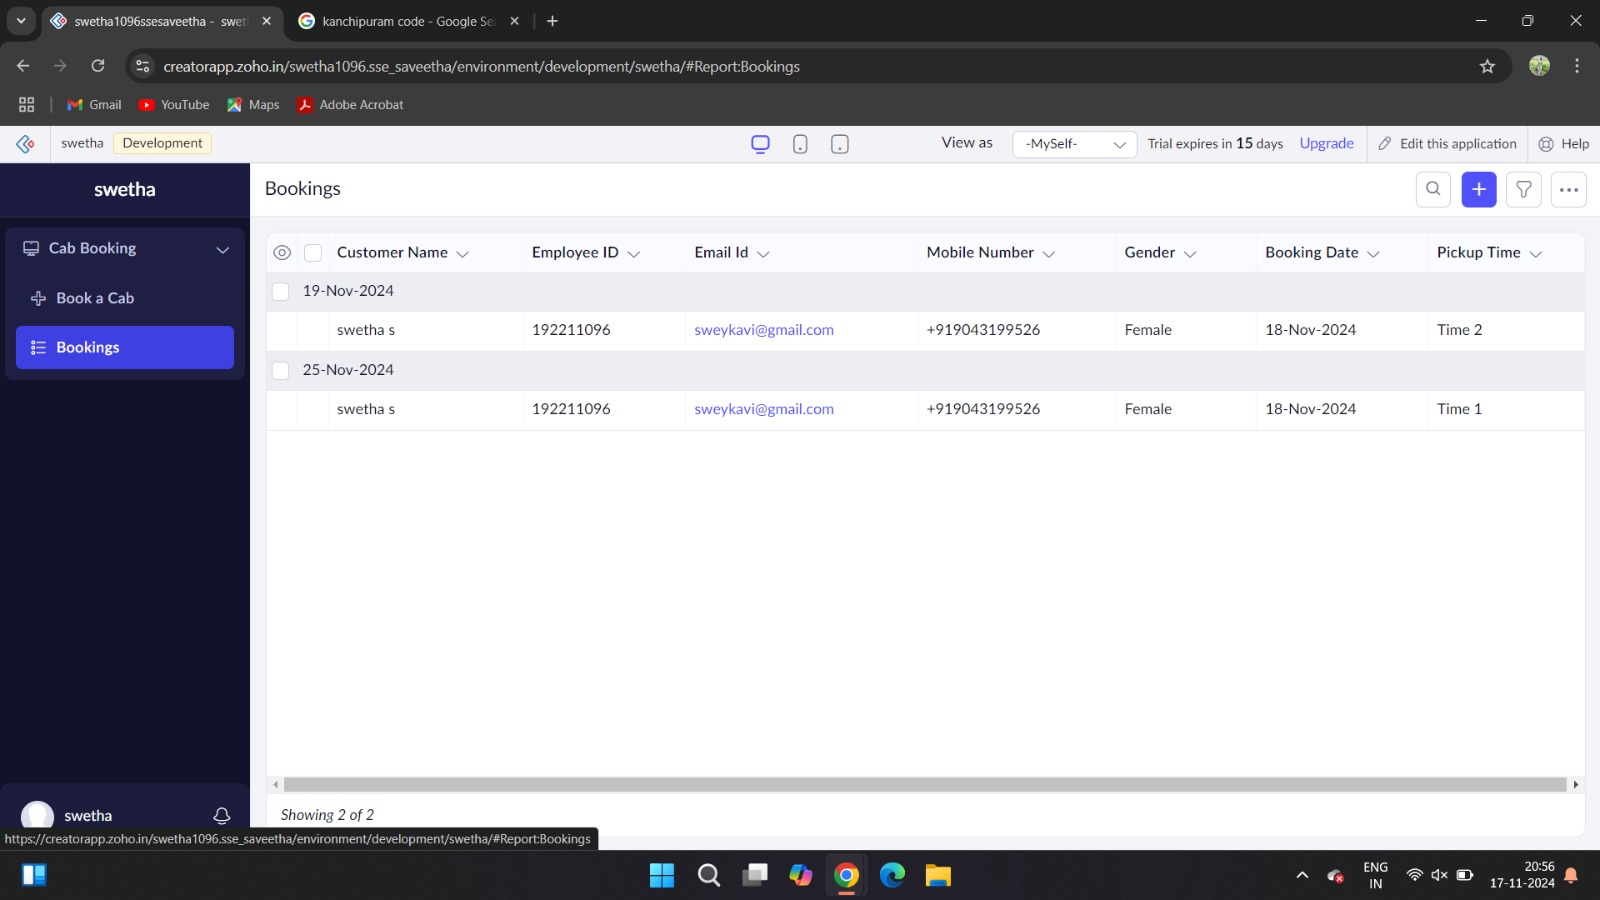 swetha1096ssesaveetha - swet
kanchipuram code - Google Se
creatorapp.zoho.in/swetha1096.sse_saveetha/environment/development/swetha/#Report:Bookings
Gmail YouTube Maps Adobe Acrobat
swetha Development View as -MySelf- Trial expires in 15 days Upgrade Edit this application Help
swetha
Bookings
Cab Booking
Book a Cab
Bookings
Customer Name Employee ID Email Id Mobile Number Gender Booking Date Pickup Time
19-Nov-2024
swetha s 192211096 sweykavi@gmail.com +919043199526 Female 18-Nov-2024 Time 2
25-Nov-2024
swetha s 192211096 sweykavi@gmail.com +919043199526 Female 18-Nov-2024 Time 1
Showing 2 of 2
swetha
https://creatorapp.zoho.in/swetha1096.sse_saveetha/environment/development/swetha/#Report:Bookings
ENG
IN
20:56
17-11-2024